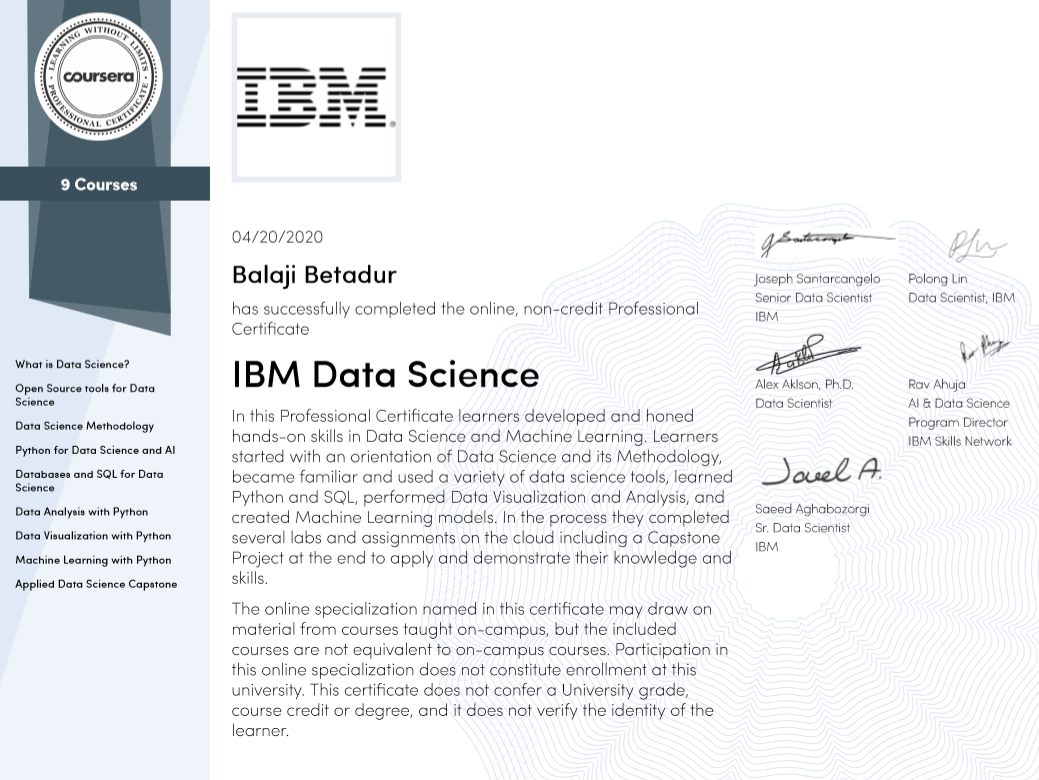 LEARNING WITHOUT LIMITS
coursera
PROFESSIONAL CERTIFICATE
IBM
9 Courses
What is Data Science?
Open Source tools for Data
Science
Data Science Methodology
Python for Data Science and AI
Databases and SQL for Data
Science
Data Analysis with Python
Data Visualization with Python
Machine Learning with Python
Applied Data Science Capstone
04/20/2020
Balaji Betadur
has successfully completed the online, non-credit Professional
Certificate
IBM Data Science
In this Professional Certificate learners developed and honed
hands-on skills in Data Science and Machine Learning. Learners
started with an orientation of Data Science and its Methodology,
became familiar and used a variety of data science tools, learned
Python and SQL, performed Data Visualization and Analysis, and
created Machine Learning models. In the process they completed
several labs and assignments on the cloud including a Capstone
Project at the end to apply and demonstrate their knowledge and
skills.
The online specialization named in this certificate may draw on
material from courses taught on-campus, but the included
courses are not equivalent to on-campus courses. Participation in
this online specialization does not constitute enrollment at this
university. This certificate does not confer a University grade,
course credit or degree, and it does not verify the identity of the
learner.
Joseph Santarcangelo
Senior Data Scientist
IBM
Polong Lin
Data Scientist, IBM
Alex Aklson, Ph.D.
Data Scientist
Rav Ahuja
AI & Data Science
Program Director
IBM Skills Network
Saeed Aghabozorgi
Sr. Data Scientist
IBM